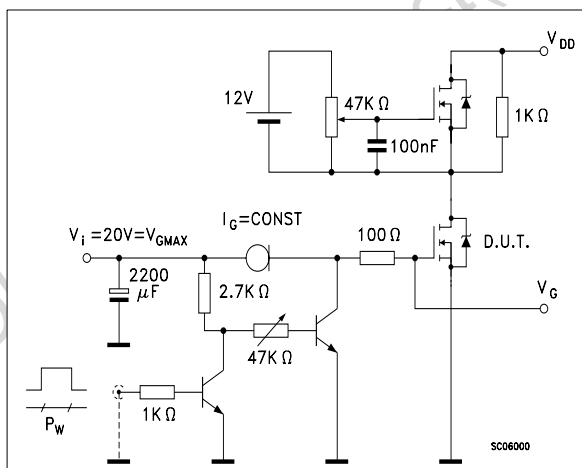 V_DD
12V
47K Ω
1K Ω
100nF
I_G=CONST
V_i =20V=V_GMAX
100 Ω
D.U.T.
2200
μF
2.7K Ω
V_G
47K Ω
1K Ω
P_W
SC06000